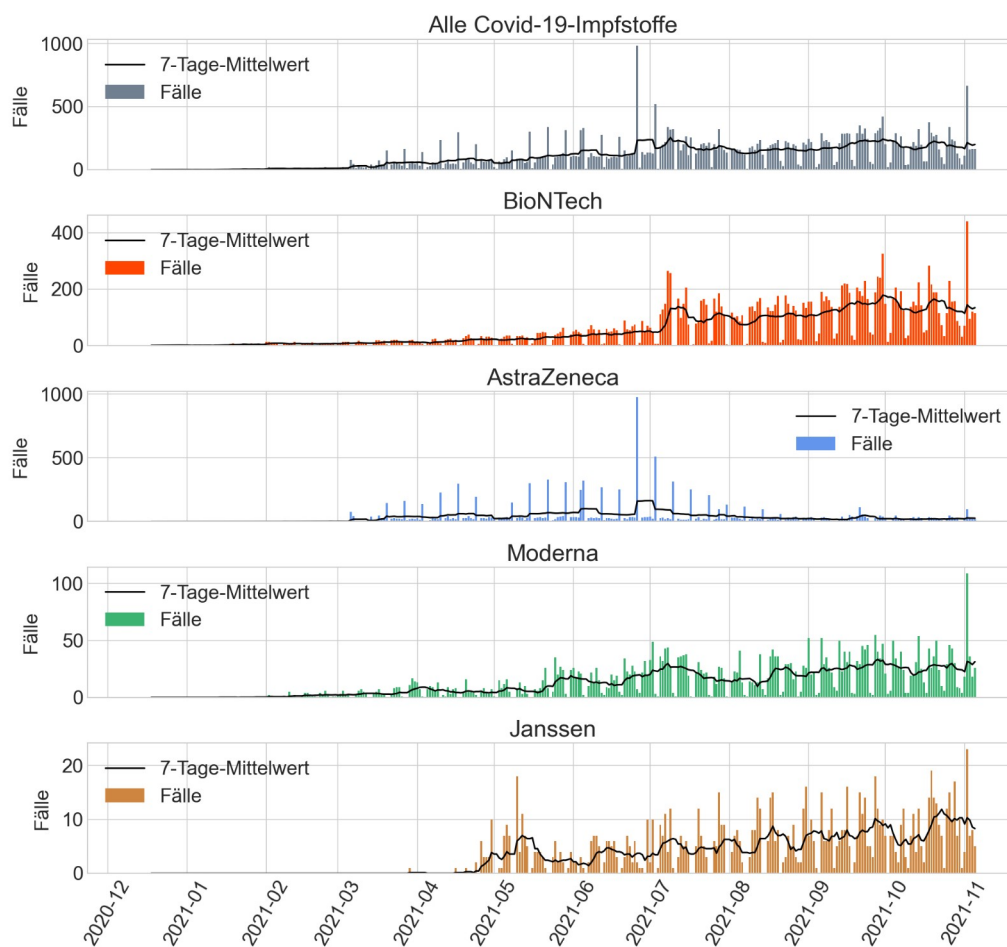 Alle Covid-19-Impfstoffe
1000
500
0
Fälle
7-Tage-Mittelwert
Fälle
BioNTech
400
200
0
Fälle
7-Tage-Mittelwert
Fälle
AstraZeneca
1000
500
0
Fälle
7-Tage-Mittelwert
Fälle
Moderna
100
50
0
Fälle
7-Tage-Mittelwert
Fälle
Janssen
20
10
0
Fälle
7-Tage-Mittelwert
Fälle
2020-12
2021-01
2021-02
2021-03
2021-04
2021-05
2021-06
2021-07
2021-08
2021-09
2021-10
2021-11